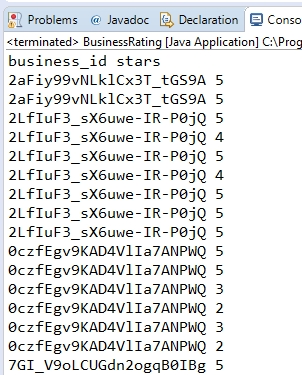 Problems @ Javadoc Declaration Conso
<terminated> BusinessRating [Java Application] C:\Prog
business_id stars
2aFiy99vNLklCx3T_tGS9A 5
2aFiy99vNLklCx3T_tGS9A 5
2LfIuF3_sX6uwe-IR-P0jQ 5
2LfIuF3_sX6uwe-IR-P0jQ 4
2LfIuF3_sX6uwe-IR-P0jQ 5
2LfIuF3_sX6uwe-IR-P0jQ 4
2LfIuF3_sX6uwe-IR-P0jQ 5
2LfIuF3_sX6uwe-IR-P0jQ 5
2LfIuF3_sX6uwe-IR-P0jQ 5
0czfEgv9KAD4VlIa7ANPWQ 5
0czfEgv9KAD4VlIa7ANPWQ 5
0czfEgv9KAD4VlIa7ANPWQ 3
0czfEgv9KAD4VlIa7ANPWQ 2
0czfEgv9KAD4VlIa7ANPWQ 3
0czfEgv9KAD4VlIa7ANPWQ 2
7GI_V9oLCUGdn2ogqB0IBg 5